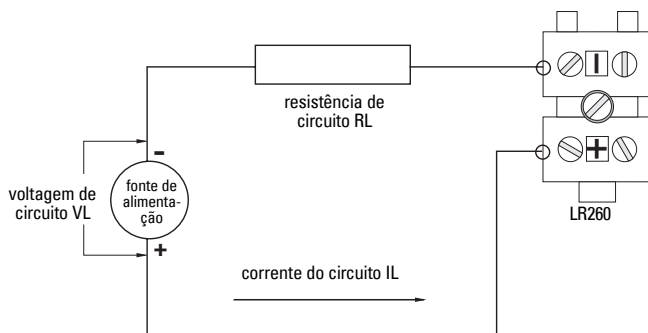 resistência de
circuito RL
voltagem de
circuito VL
-
fonte de
alimenta-
ção
+
corrente do circuito IL
-
+
LR260